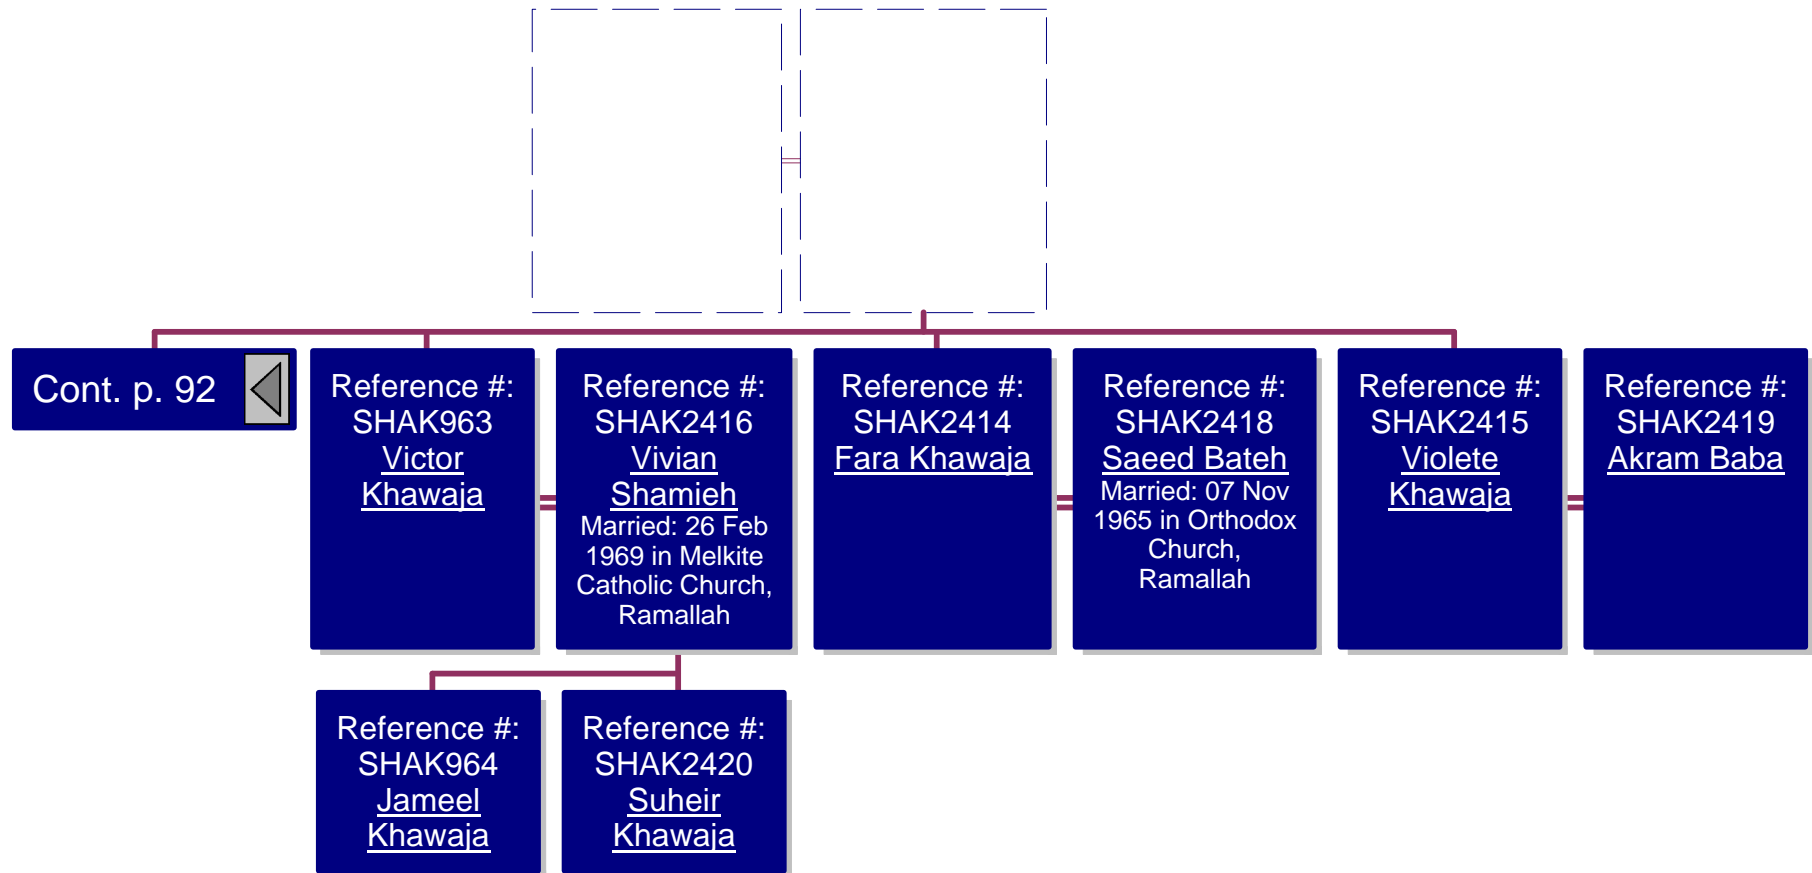 Cont. p. 92
Reference #:
SHAK963
Victor
Khawaja
Reference #:
SHAK2416
Vivian
Shamieh
Married: 26 Feb
1969 in Melkite
Catholic Church,
Ramallah
Reference #:
SHAK2414
Fara Khawaja
Reference #:
SHAK2418
Saeed Bateh
Married: 07 Nov
1965 in Orthodox
Church,
Ramallah
Reference #:
SHAK2415
Violete
Khawaja
Reference #:
SHAK2419
Akram Baba
Reference #:
SHAK964
Jameel
Khawaja
Reference #:
SHAK2420
Suheir
Khawaja